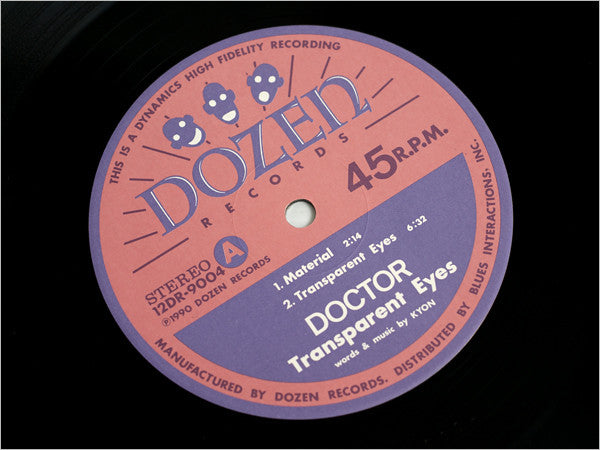 THIS IS A DYNAMICS HIGH FIDELITY RECORDING
DOZEN
RECORDS
45 R.P.M.
STEREO A
12DR-9004
℗1990 DOZEN RECORDS
1. Material 2:14
2. Transparent Eyes 6:32
DOCTOR
Transparent Eyes
words & music by KYON
MANUFACTURED BY DOZEN RECORDS. DISTRIBUTED BY BLUES INTERACTIONS, INC.